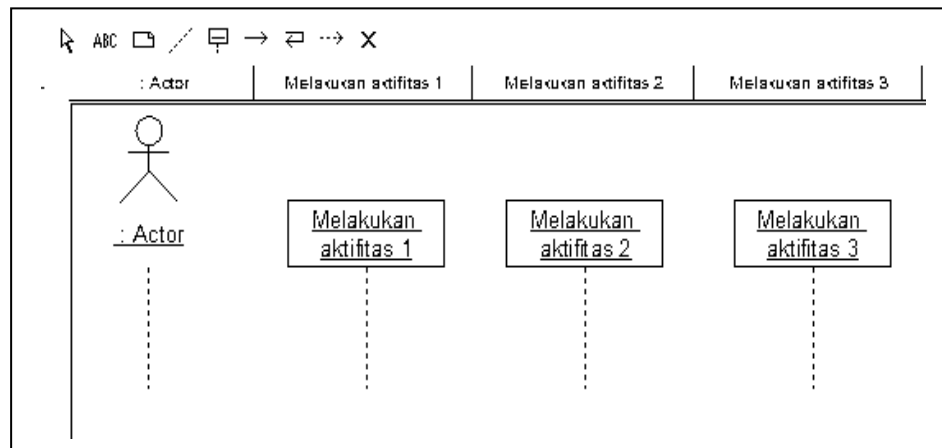 ABC
: Actor
Melakukan aktifitas 1
Melakukan aktifitas 2
Melakukan aktifitas 3
: Actor
Melakukan
aktifitas 1
Melakukan
aktifitas 2
Melakukan
aktifitas 3